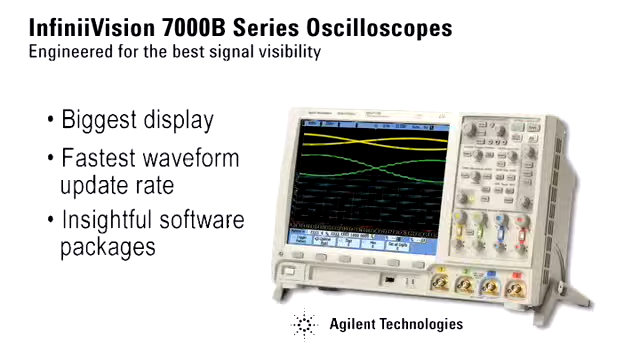 InfiniiVision 7000B Series Oscilloscopes
Engineered for the best signal visibility
• Biggest display
• Fastest waveform
update rate
• Insightful software
packages
Agilent Technologies